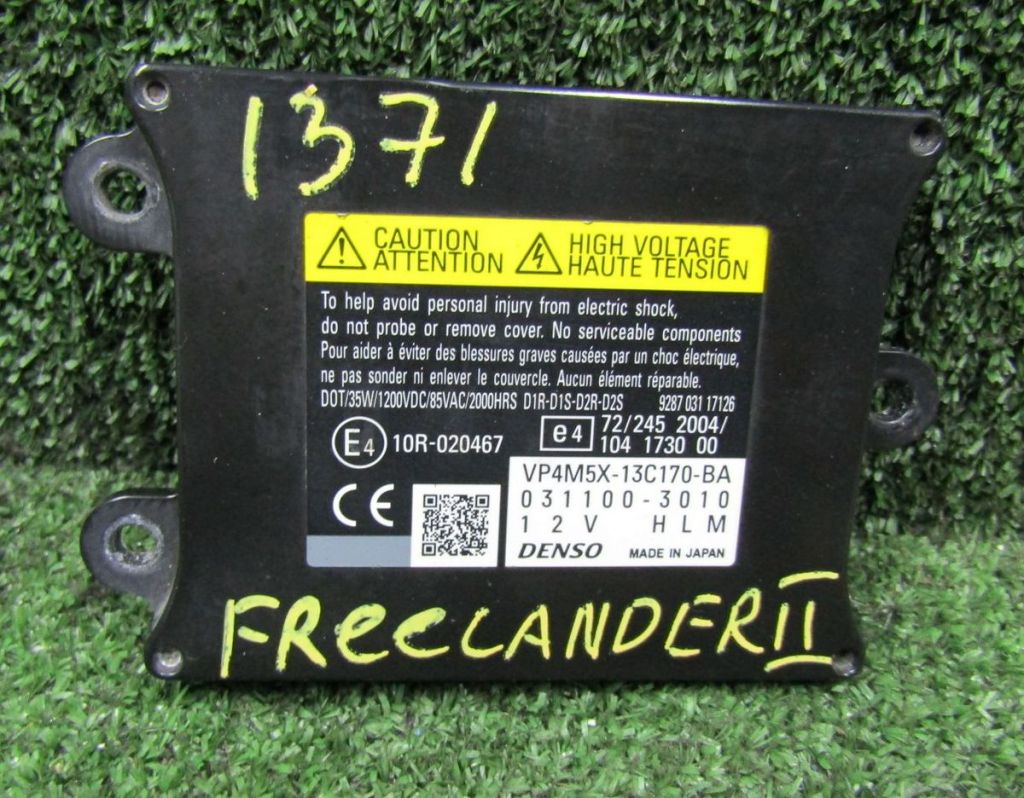 1371
CAUTION
ATTENTION
HIGH VOLTAGE
HAUTE TENSION
To help avoid personal injury from electric shock,
do not probe or remove cover. No serviceable components
Pour aider à éviter des blessures graves causées par un choc électrique,
ne pas sonder ni enlever le couvercle. Aucun élément réparable.
DOT/35W/1200VDC/85VAC/2000HRS D1R-D1S-D2R-D2S 9287 031 17126
E4 10R-020467
e4 72/245 2004/
104 1730 00
CE
VP4M5X-13C170-BA
031100-3010
12V HLM
DENSO MADE IN JAPAN
FReeLANDER II